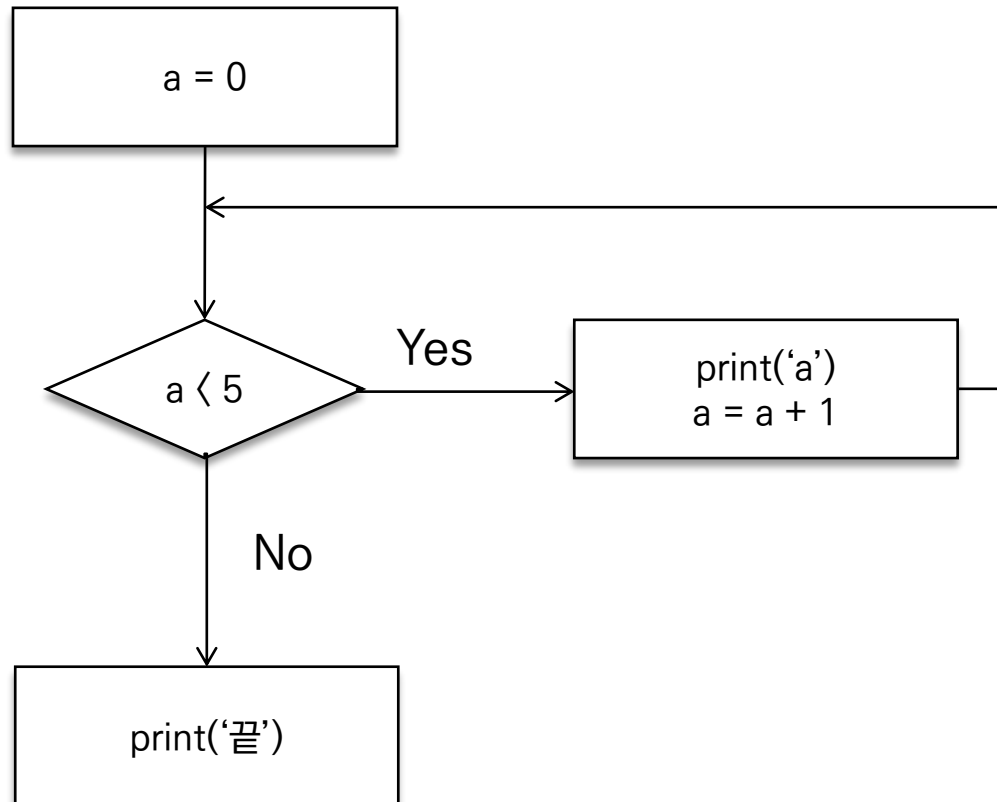 a = 0
a < 5
Yes
print(‘a’)
a = a + 1
No
print(‘끝’)